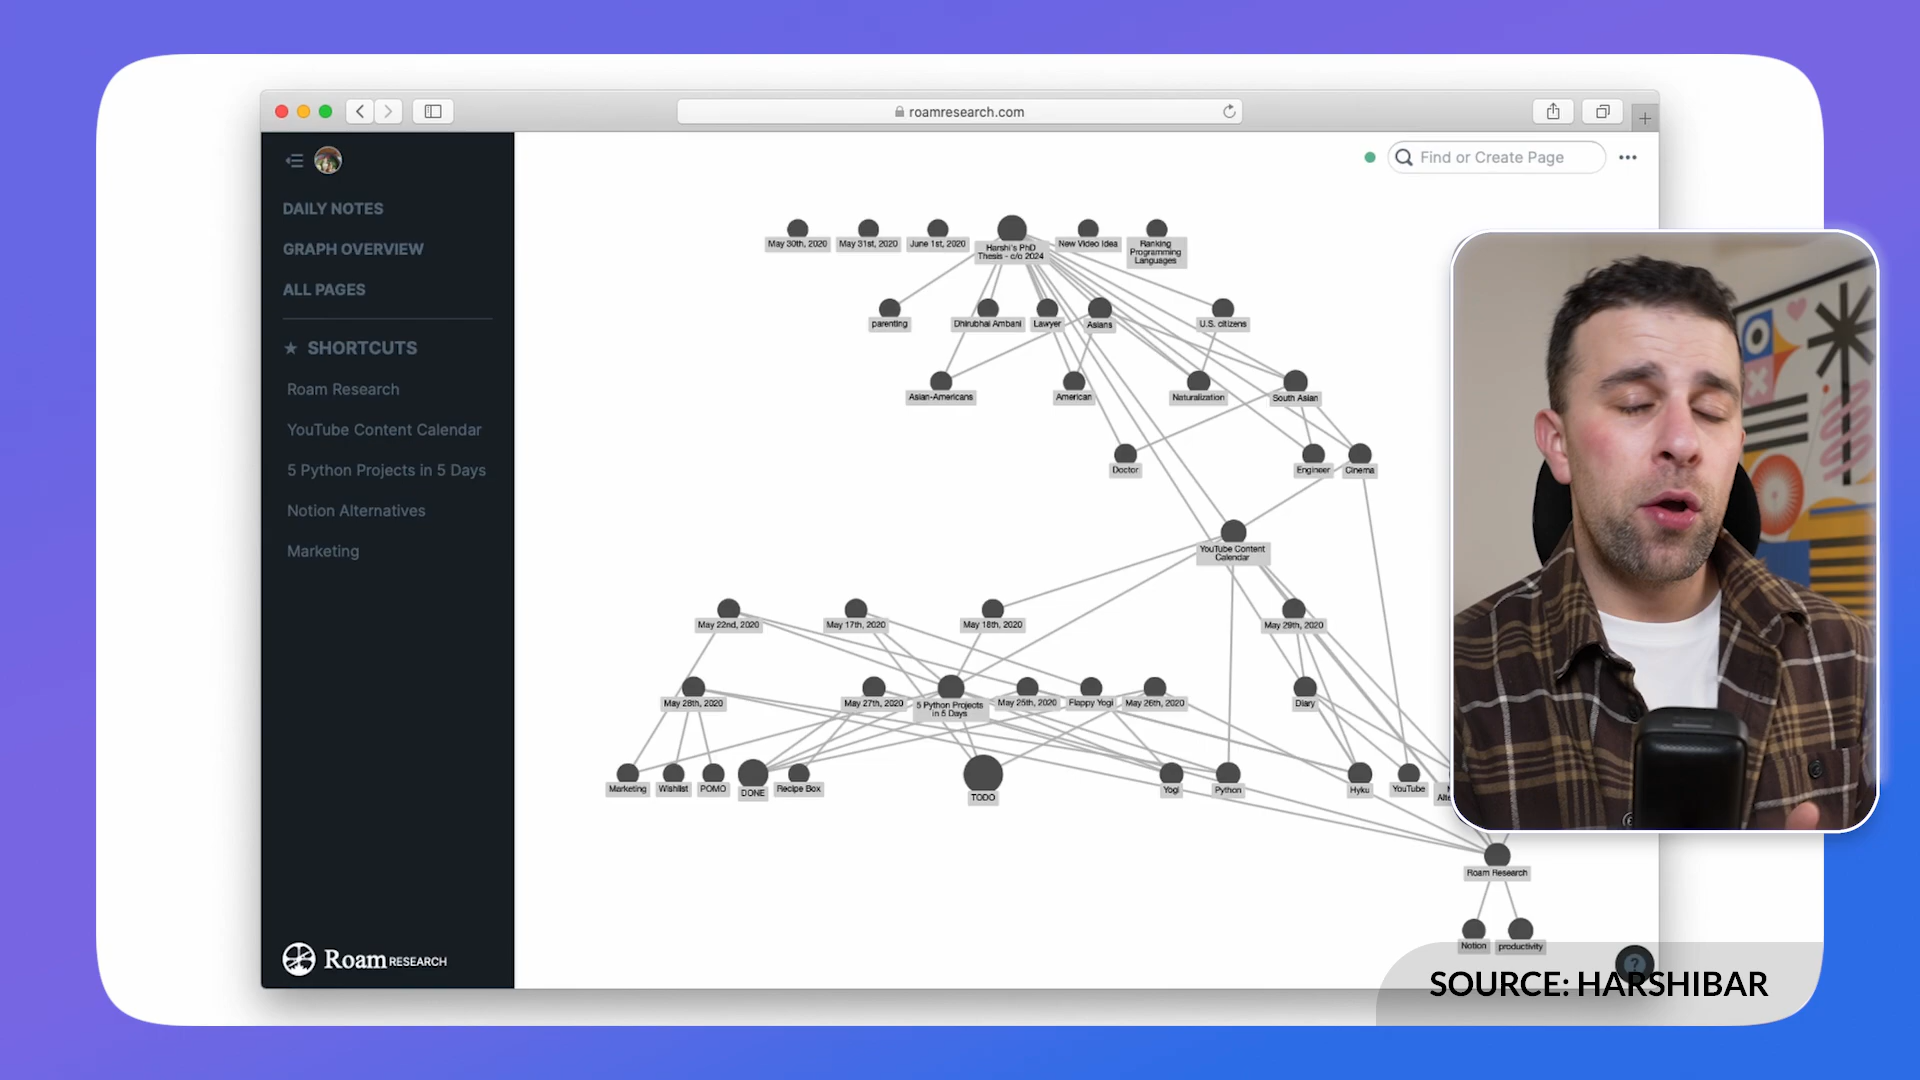 roamresearch.com
Find or Create Page
DAILY NOTES
GRAPH OVERVIEW
ALL PAGES
★ SHORTCUTS
Roam Research
YouTube Content Calendar
5 Python Projects in 5 Days
Notion Alternatives
Marketing
Roam RESEARCH
May 30th, 2020
May 31st, 2020
June 1st, 2020
Harshi's PhD
Thesis - c/o 2024
New Video Idea
Ranking
Programming
Languages
parenting
Dhirubhai Ambani
Lawyer
Asians
U.S. citizens
Asian-Americans
American
Naturalization
South Asian
Doctor
Engineer
Cinema
YouTube Content
Calendar
May 22nd, 2020
May 17th, 2020
May 18th, 2020
May 29th, 2020
May 28th, 2020
May 27th, 2020
5 Python Projects
in 5 Days
May 25th, 2020
Flappy Yogi
May 26th, 2020
Diary
Marketing
Wishlist
POMO
DONE
Recipe Box
TODO
Yogi
Python
Hyku
YouTube
Roam Research
Notion
productivity
?
SOURCE: HARSHIBAR